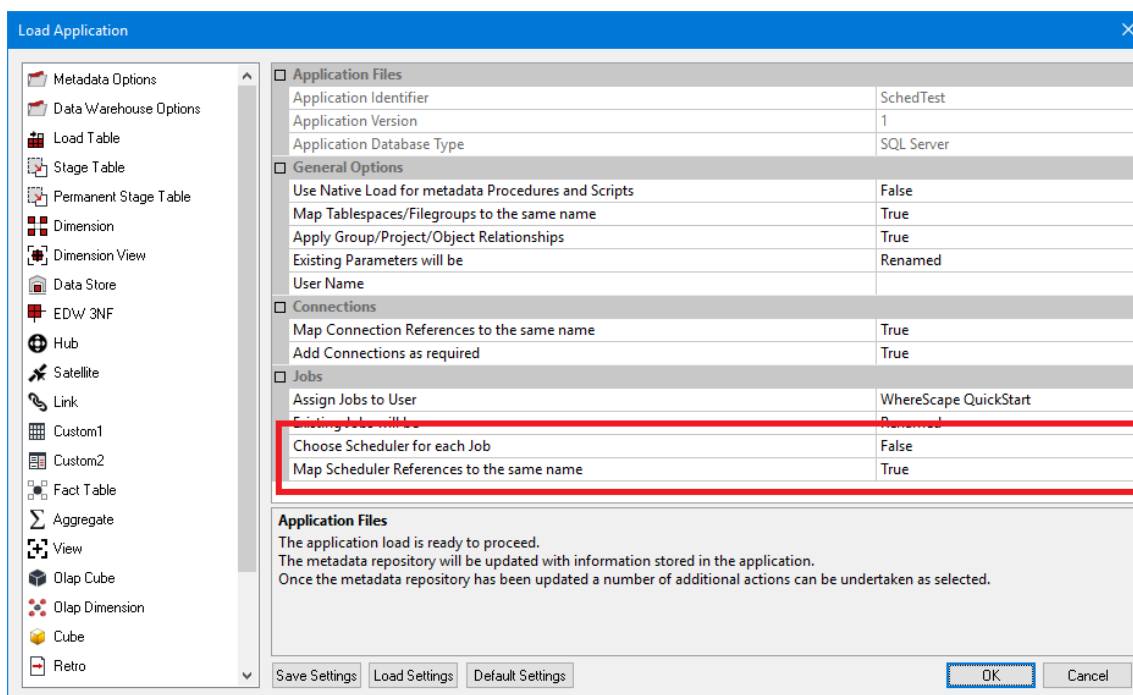 Load Application
Metadata Options
Data Warehouse Options
Load Table
Stage Table
Permanent Stage Table
Dimension
Dimension View
Data Store
EDW 3NF
Hub
Satellite
Link
Custom1
Custom2
Fact Table
Aggregate
View
Olap Cube
Olap Dimension
Cube
Retro
Application Files
Application Identifier SchedTest
Application Version 1
Application Database Type SQL Server
General Options
Use Native Load for metadata Procedures and Scripts False
Map Tablespaces/Filegroups to the same name True
Apply Group/Project/Object Relationships True
Existing Parameters will be Renamed
User Name
Connections
Map Connection References to the same name True
Add Connections as required True
Jobs
Assign Jobs to User WhereScape QuickStart
Existing Jobs will be Renamed
Choose Scheduler for each Job False
Map Scheduler References to the same name True
Application Files
The application load is ready to proceed.
The metadata repository will be updated with information stored in the application.
Once the metadata repository has been updated a number of additional actions can be undertaken as selected.
Save Settings Load Settings Default Settings OK Cancel